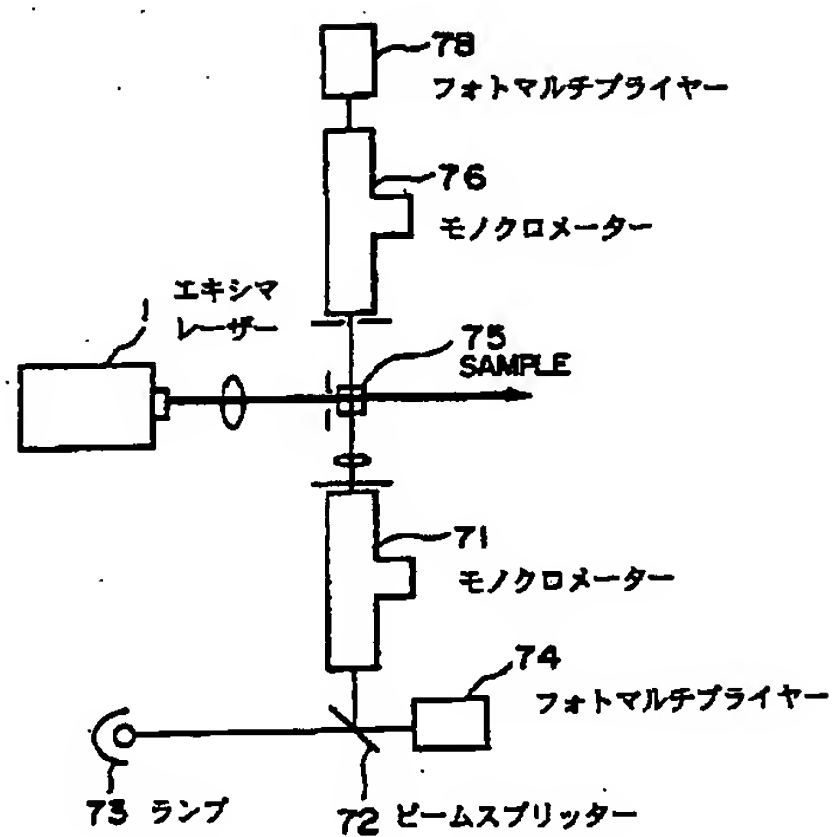 78
フォトマルチプライヤー
76
モノクロメーター
1
エキシマ
レーザー
75
SAMPLE
71
モノクロメーター
74
フォトマルチプライヤー
73 ランプ
72 ビームスプリッター